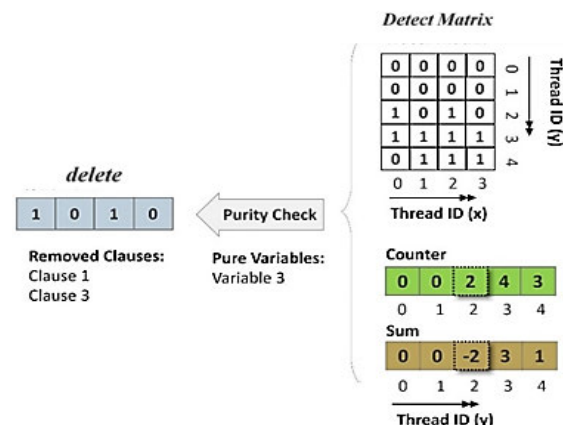 Detect Matrix
0 0 0 0 0
0 0 0 0 1
1 0 1 0 2
1 1 1 1 3
0 1 1 1 4
Thread ID (y)
0 1 2 3
Thread ID (x)
delete
1 0 1 0
Purity Check
Removed Clauses:
Clause 1
Clause 3
Pure Variables:
Variable 3
Counter
0 0 2 4 3
0 1 2 3 4
Sum
0 0 -2 3 1
0 1 2 3 4
Thread ID (y)